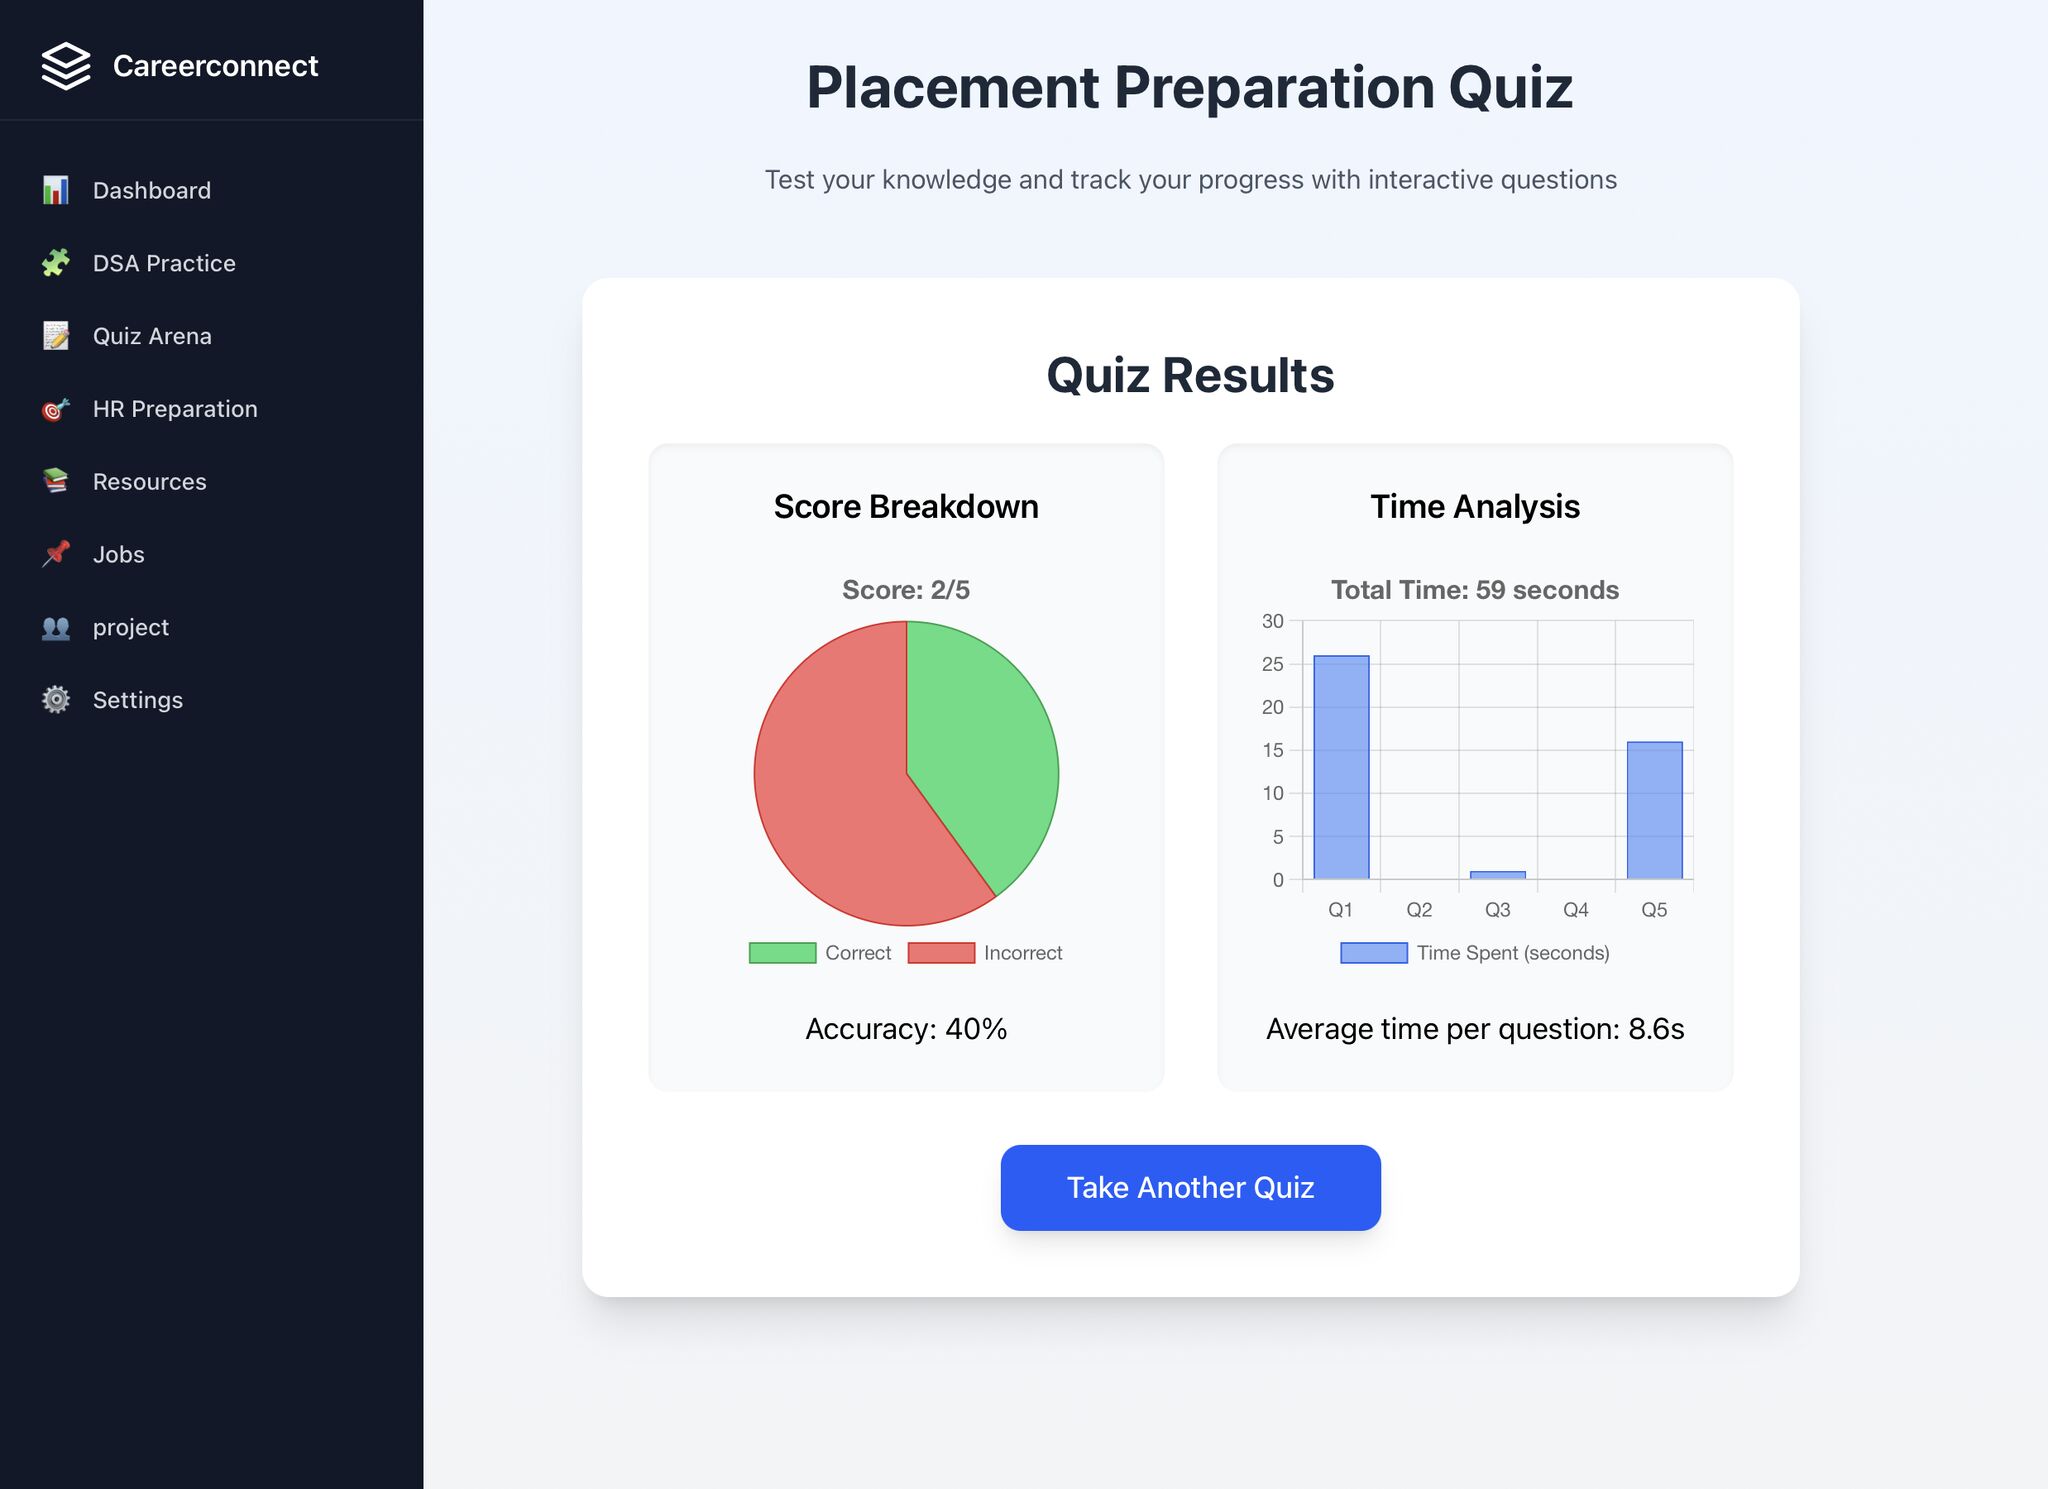 Careerconnect
Dashboard
DSA Practice
Quiz Arena
HR Preparation
Resources
Jobs
project
Settings
Placement Preparation Quiz
Test your knowledge and track your progress with interactive questions
Quiz Results
Score Breakdown
Score: 2/5
Correct Incorrect
Accuracy: 40%
Time Analysis
Total Time: 59 seconds
30
25
20
15
10
5
0
Q1 Q2 Q3 Q4 Q5
Time Spent (seconds)
Average time per question: 8.6s
Take Another Quiz